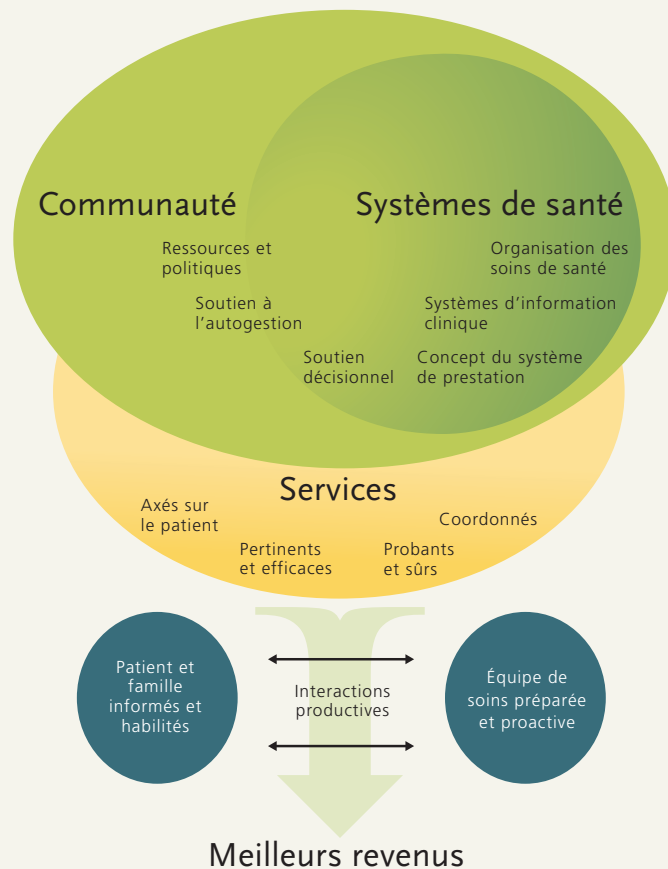 Communauté
Systèmes de santé
Ressources et
politiques
Organisation des
soins de santé
Soutien à
l'autogestion
Systèmes d'information
clinique
Soutien
décisionnel
Concept du système
de prestation
Services
Axés sur
le patient
Coordonnés
Pertinents
et efficaces
Probants
et sûrs
Patient et
famille
informés et
habilités
Interactions
productives
Équipe de
soins préparée
et proactive
Meilleurs revenus